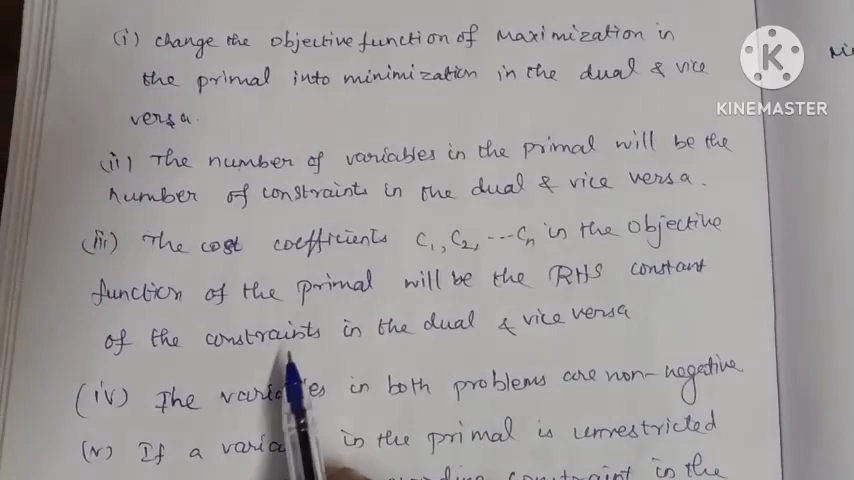 (i) change the objective function of maximization in
the primal into minimization in the dual & vice
versa.
(ii) The number of variables in the primal will be the
number of constraints in the dual & vice versa.
(iii) The cost coefficients c1, c2, ... cn in the objective
function of the primal will be the RHS constant
of the constraints in the dual & vice versa
(iv) The in both problems are non-negative
(v) If a in the primal is unrestricted
constraint in the
K
KINEMASTER